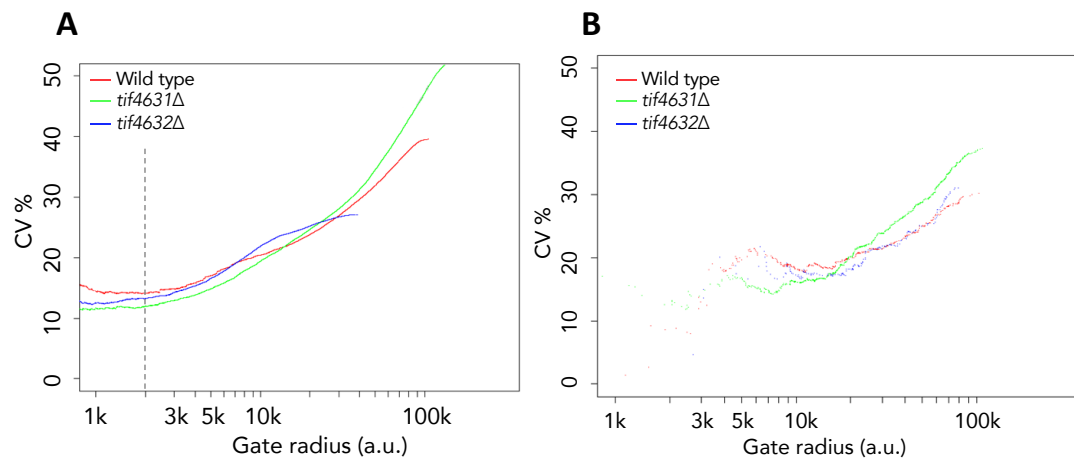 A
CV %
50
40
30
20
10
0
Wild type
tif4631Δ
tif4632Δ
1k 3k 5k 10k 100k
Gate radius (a.u.)
B
CV %
50
40
30
20
10
0
Wild type
tif4631Δ
tif4632Δ
1k 3k 5k 10k 100k
Gate radius (a.u.)